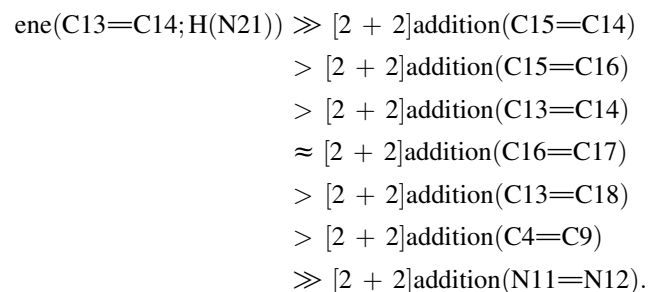 ene(C13=C14; H(N21)) ≫ [2 + 2]addition(C15=C14)
> [2 + 2]addition(C15=C16)
> [2 + 2]addition(C13=C14)
≈ [2 + 2]addition(C16=C17)
> [2 + 2]addition(C13=C18)
> [2 + 2]addition(C4=C9)
≫ [2 + 2]addition(N11=N12).